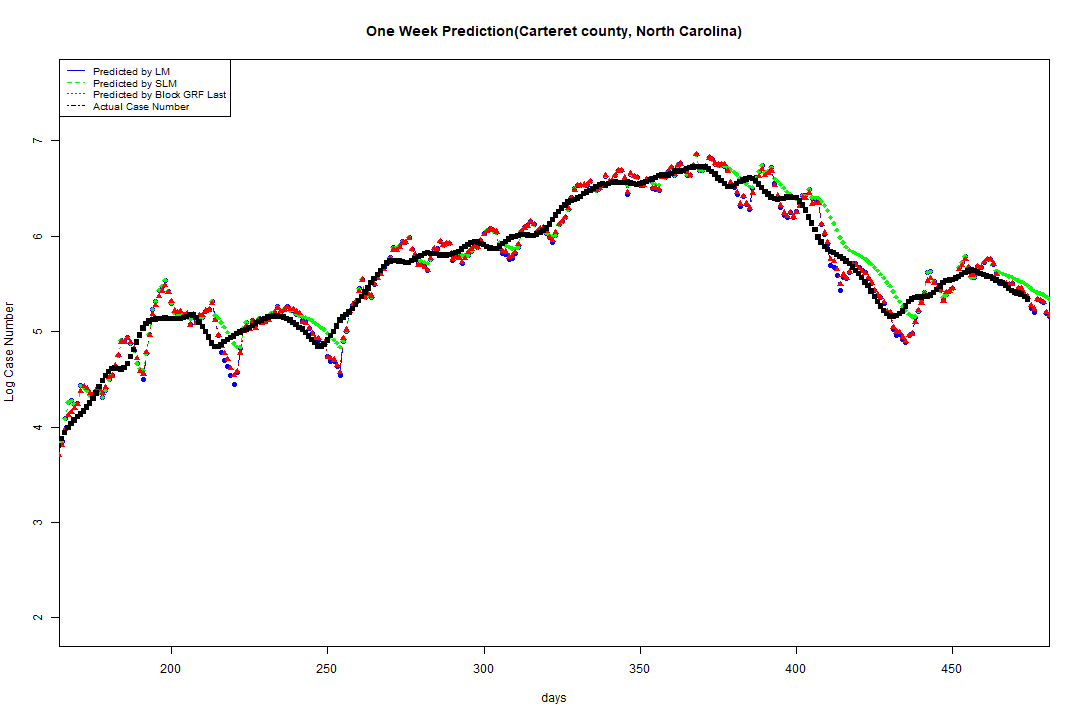 One Week Prediction(Carteret county, North Carolina)
Predicted by LM
Predicted by SLM
Predicted by Block GRF Last
Actual Case Number
Log Case Number
7
6
5
4
3
2
200 250 300 350 400 450
days